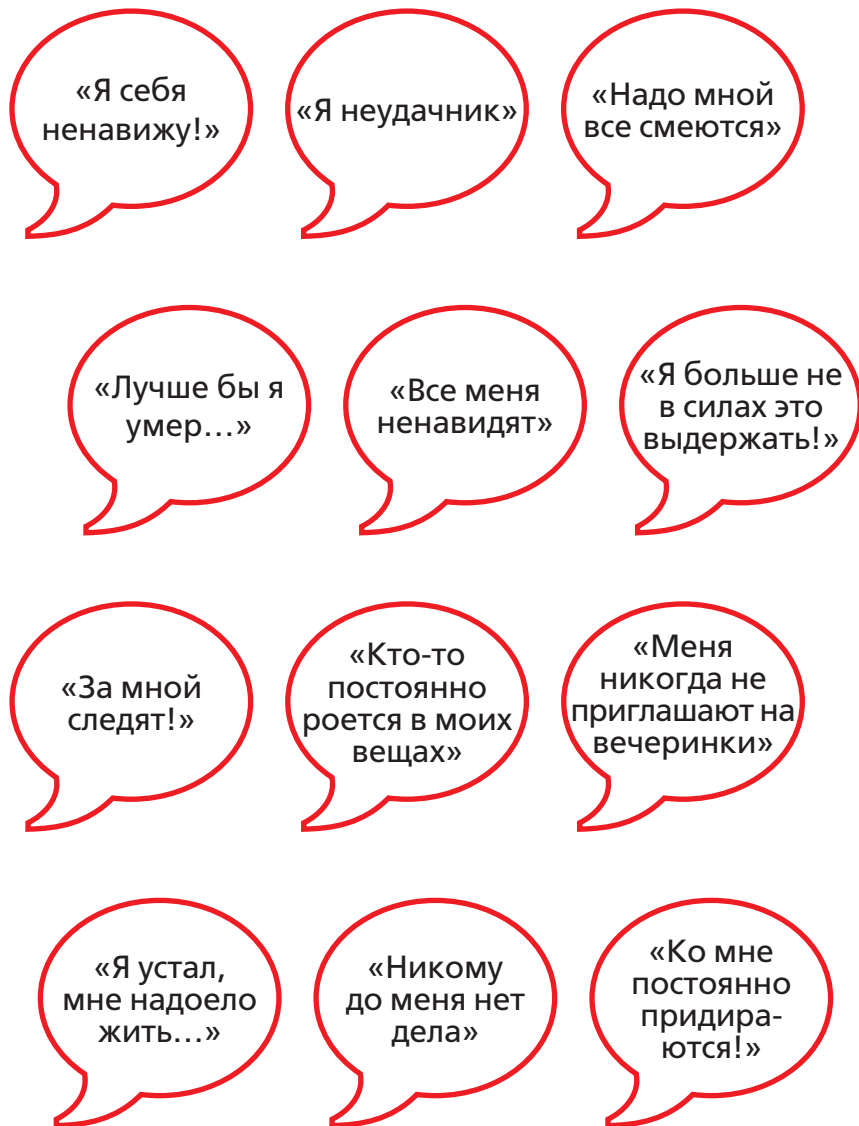 «Я себя
ненавижу!»
«Я неудачник»
«Надо мной
все смеются»
«Лучше бы я
умер...»
«Все меня
ненавидят»
«Я больше не
в силах это
выдержать!»
«За мной
следят!»
«Кто-то
постоянно
роется в моих
вещах»
«Меня
никогда не
приглашают на
вечеринки»
«Я устал,
мне надоело
жить...»
«Никому
до меня нет
дела»
«Ко мне
постоянно
придира-
ются!»